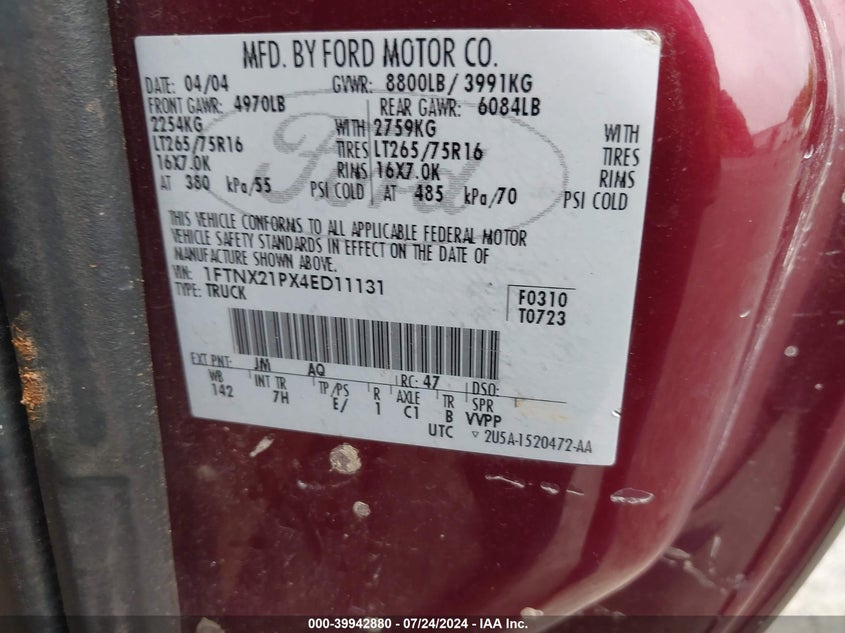 MFD. BY FORD MOTOR CO.
DATE: 04/04 GVWR: 8800LB/ 3991KG
FRONT GAWR: 4970LB REAR GAWR: 6084LB
2254KG WITH 2759KG WITH
LT265/75R16 TIRES LT265/75R16 TIRES
16X7.0K RIMS 16X7.0K RIMS
AT 380 kPa/55 PSI COLD AT 485 kPa/70 PSI COLD
Ford
THIS VEHICLE CONFORMS TO ALL APPLICABLE FEDERAL MOTOR
VEHICLE SAFETY STANDARDS IN EFFECT ON THE DATE OF
MANUFACTURE SHOWN ABOVE.
VIN: 1FTNX21PX4ED11131
TYPE: TRUCK
F0310
T0723
EXT PNT: JM AQ RC: 47 DSO:
WB INT TR TP/PS R AXLE TR SPR
142 7H E/ 1 C1 B VVPP
UTC ▽ 2U5A-1520472-AA
000-39942880 / 07/24/2024 - IAA Inc.